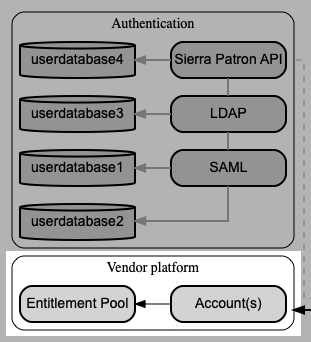 Authentication
userdatabase4 Sierra Patron API
userdatabase3 LDAP
userdatabase1 SAML
userdatabase2
Vendor platform
Entitlement Pool Account(s)